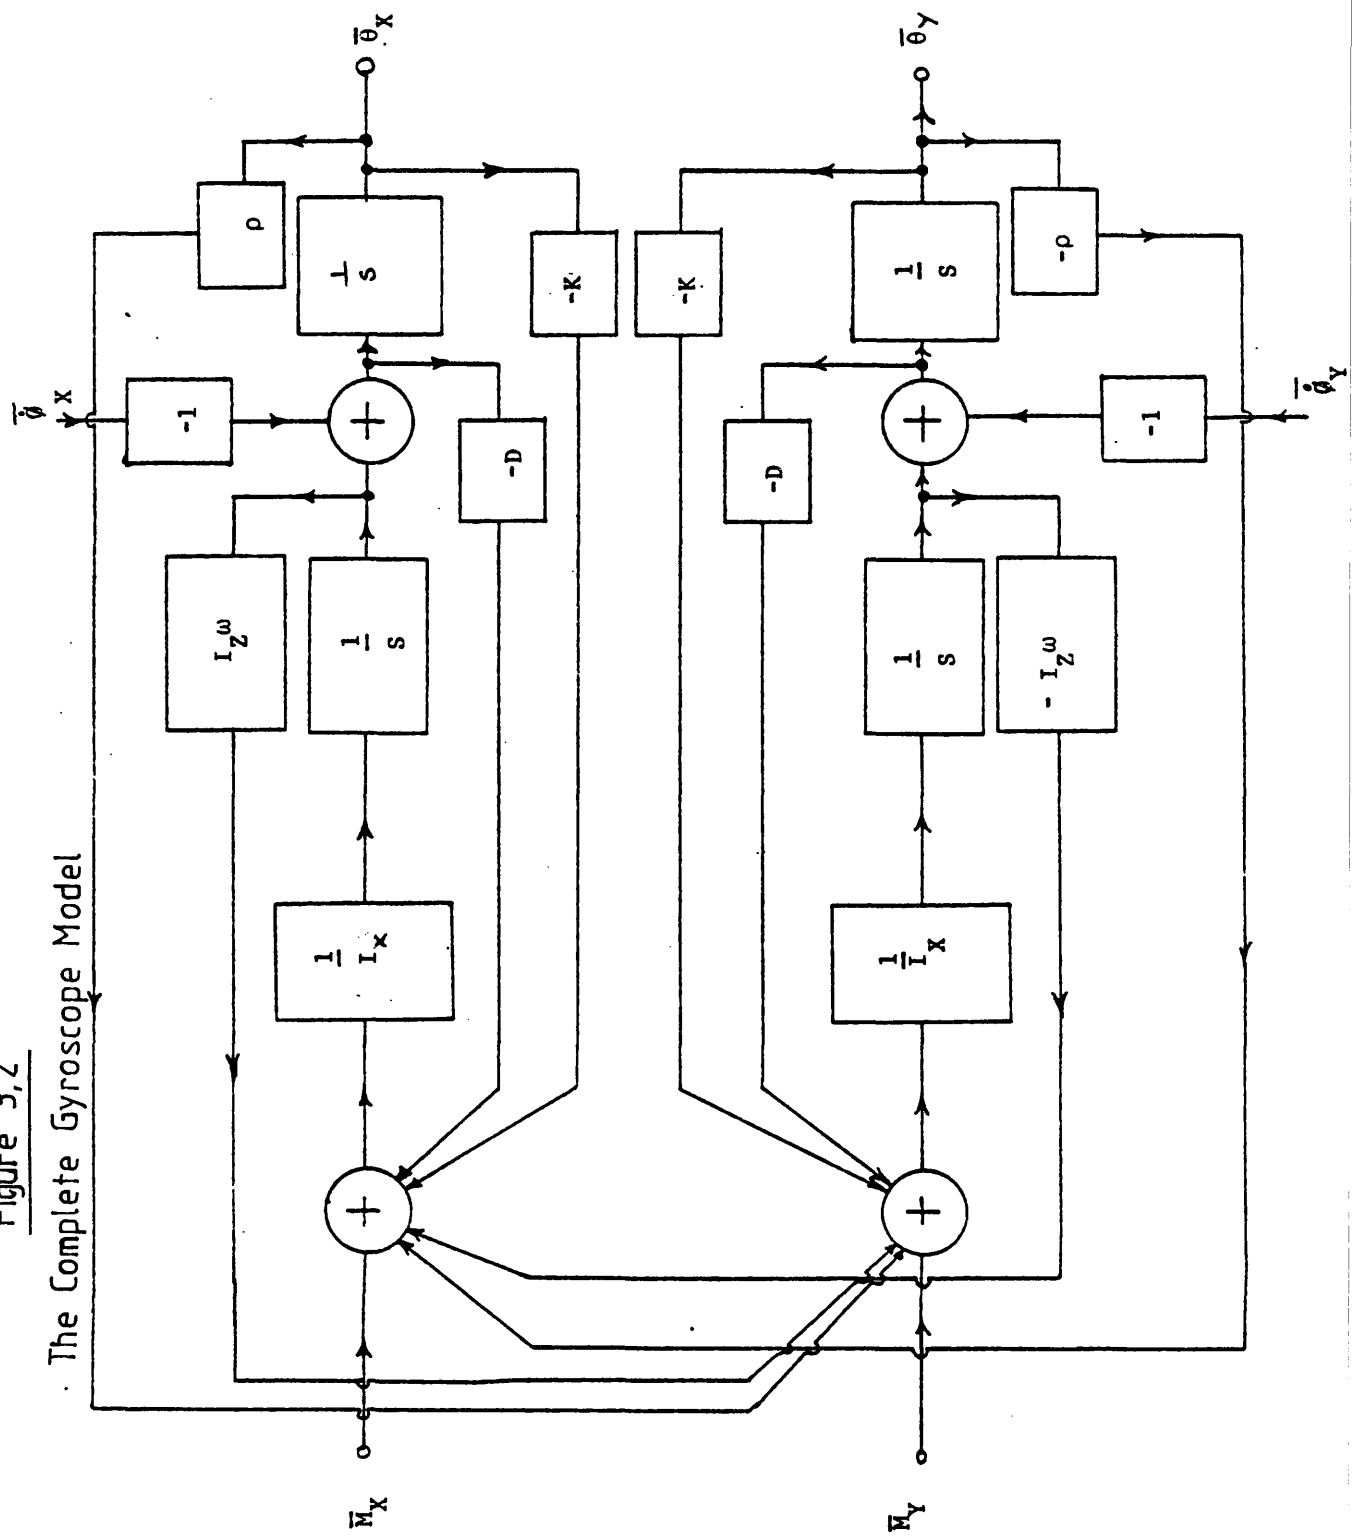 Figure 3,2
The Complete Gyroscope Model
M̅X
1
IX
1
S
IZω
-1
φ̅̇X
ρ
1
S
θ̅X
-D
-K
-K
-D
M̅Y
1
IX
1
S
- IZω
-1
φ̅̇Y
1
S
-ρ
θ̅Y
+
+
+
+